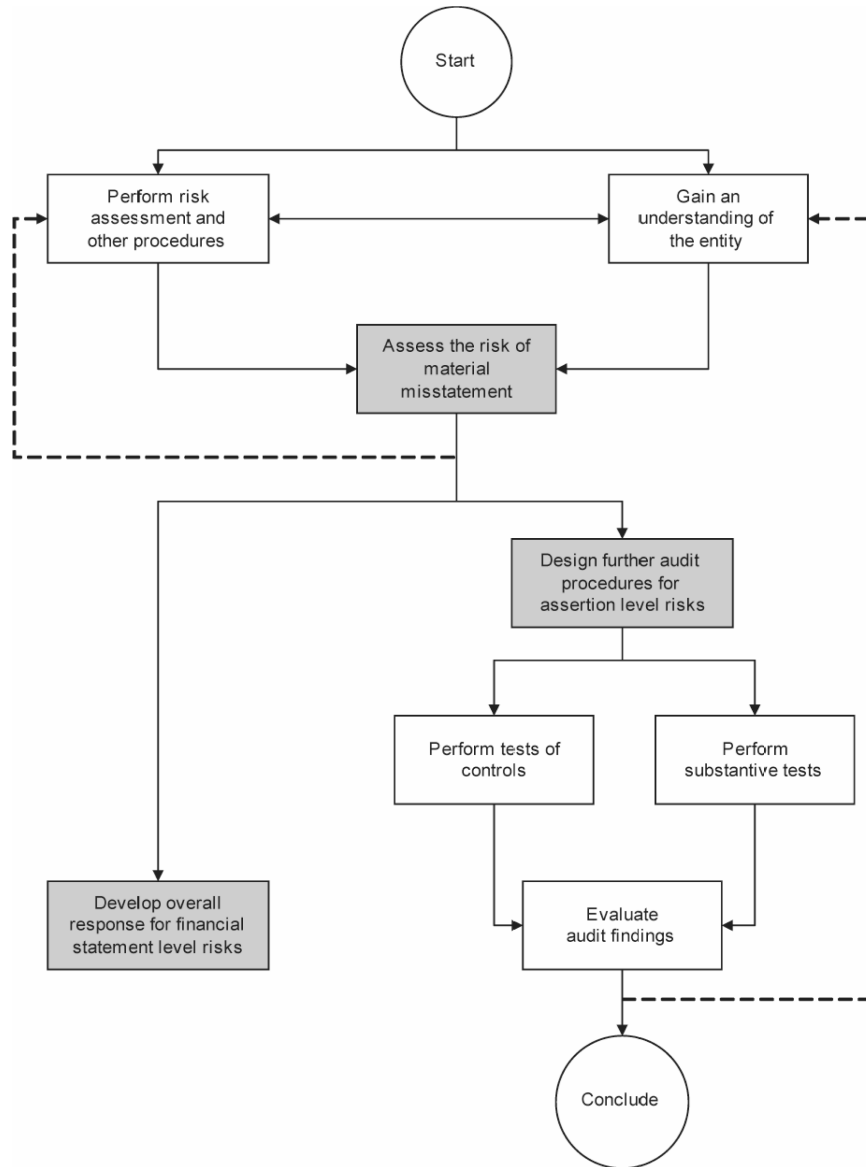 Start
Perform risk
assessment and
other procedures
Gain an
understanding of
the entity
Assess the risk of
material
misstatement
Design further audit
procedures for
assertion level risks
Perform tests of
controls
Perform
substantive tests
Develop overall
response for financial
statement level risks
Evaluate
audit findings
Conclude